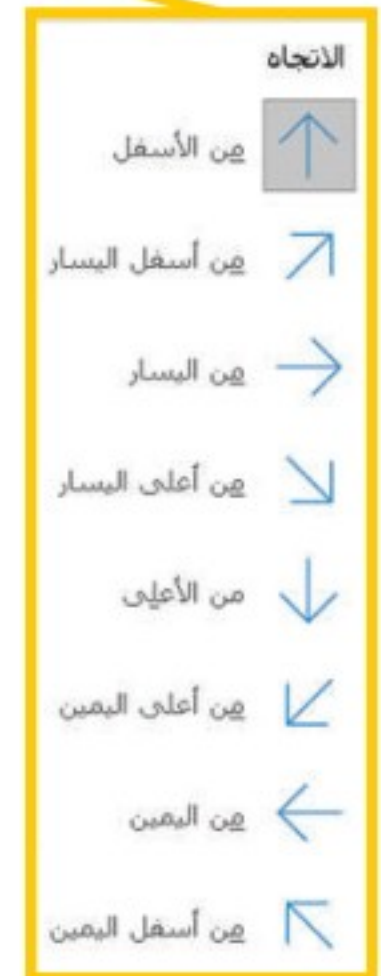 الاتجاه
من الأسفل
من أسفل اليسار
من اليسار
من أعلى اليسار
من الأعلى
من أعلى اليمين
من اليمين
من أسفل اليمين